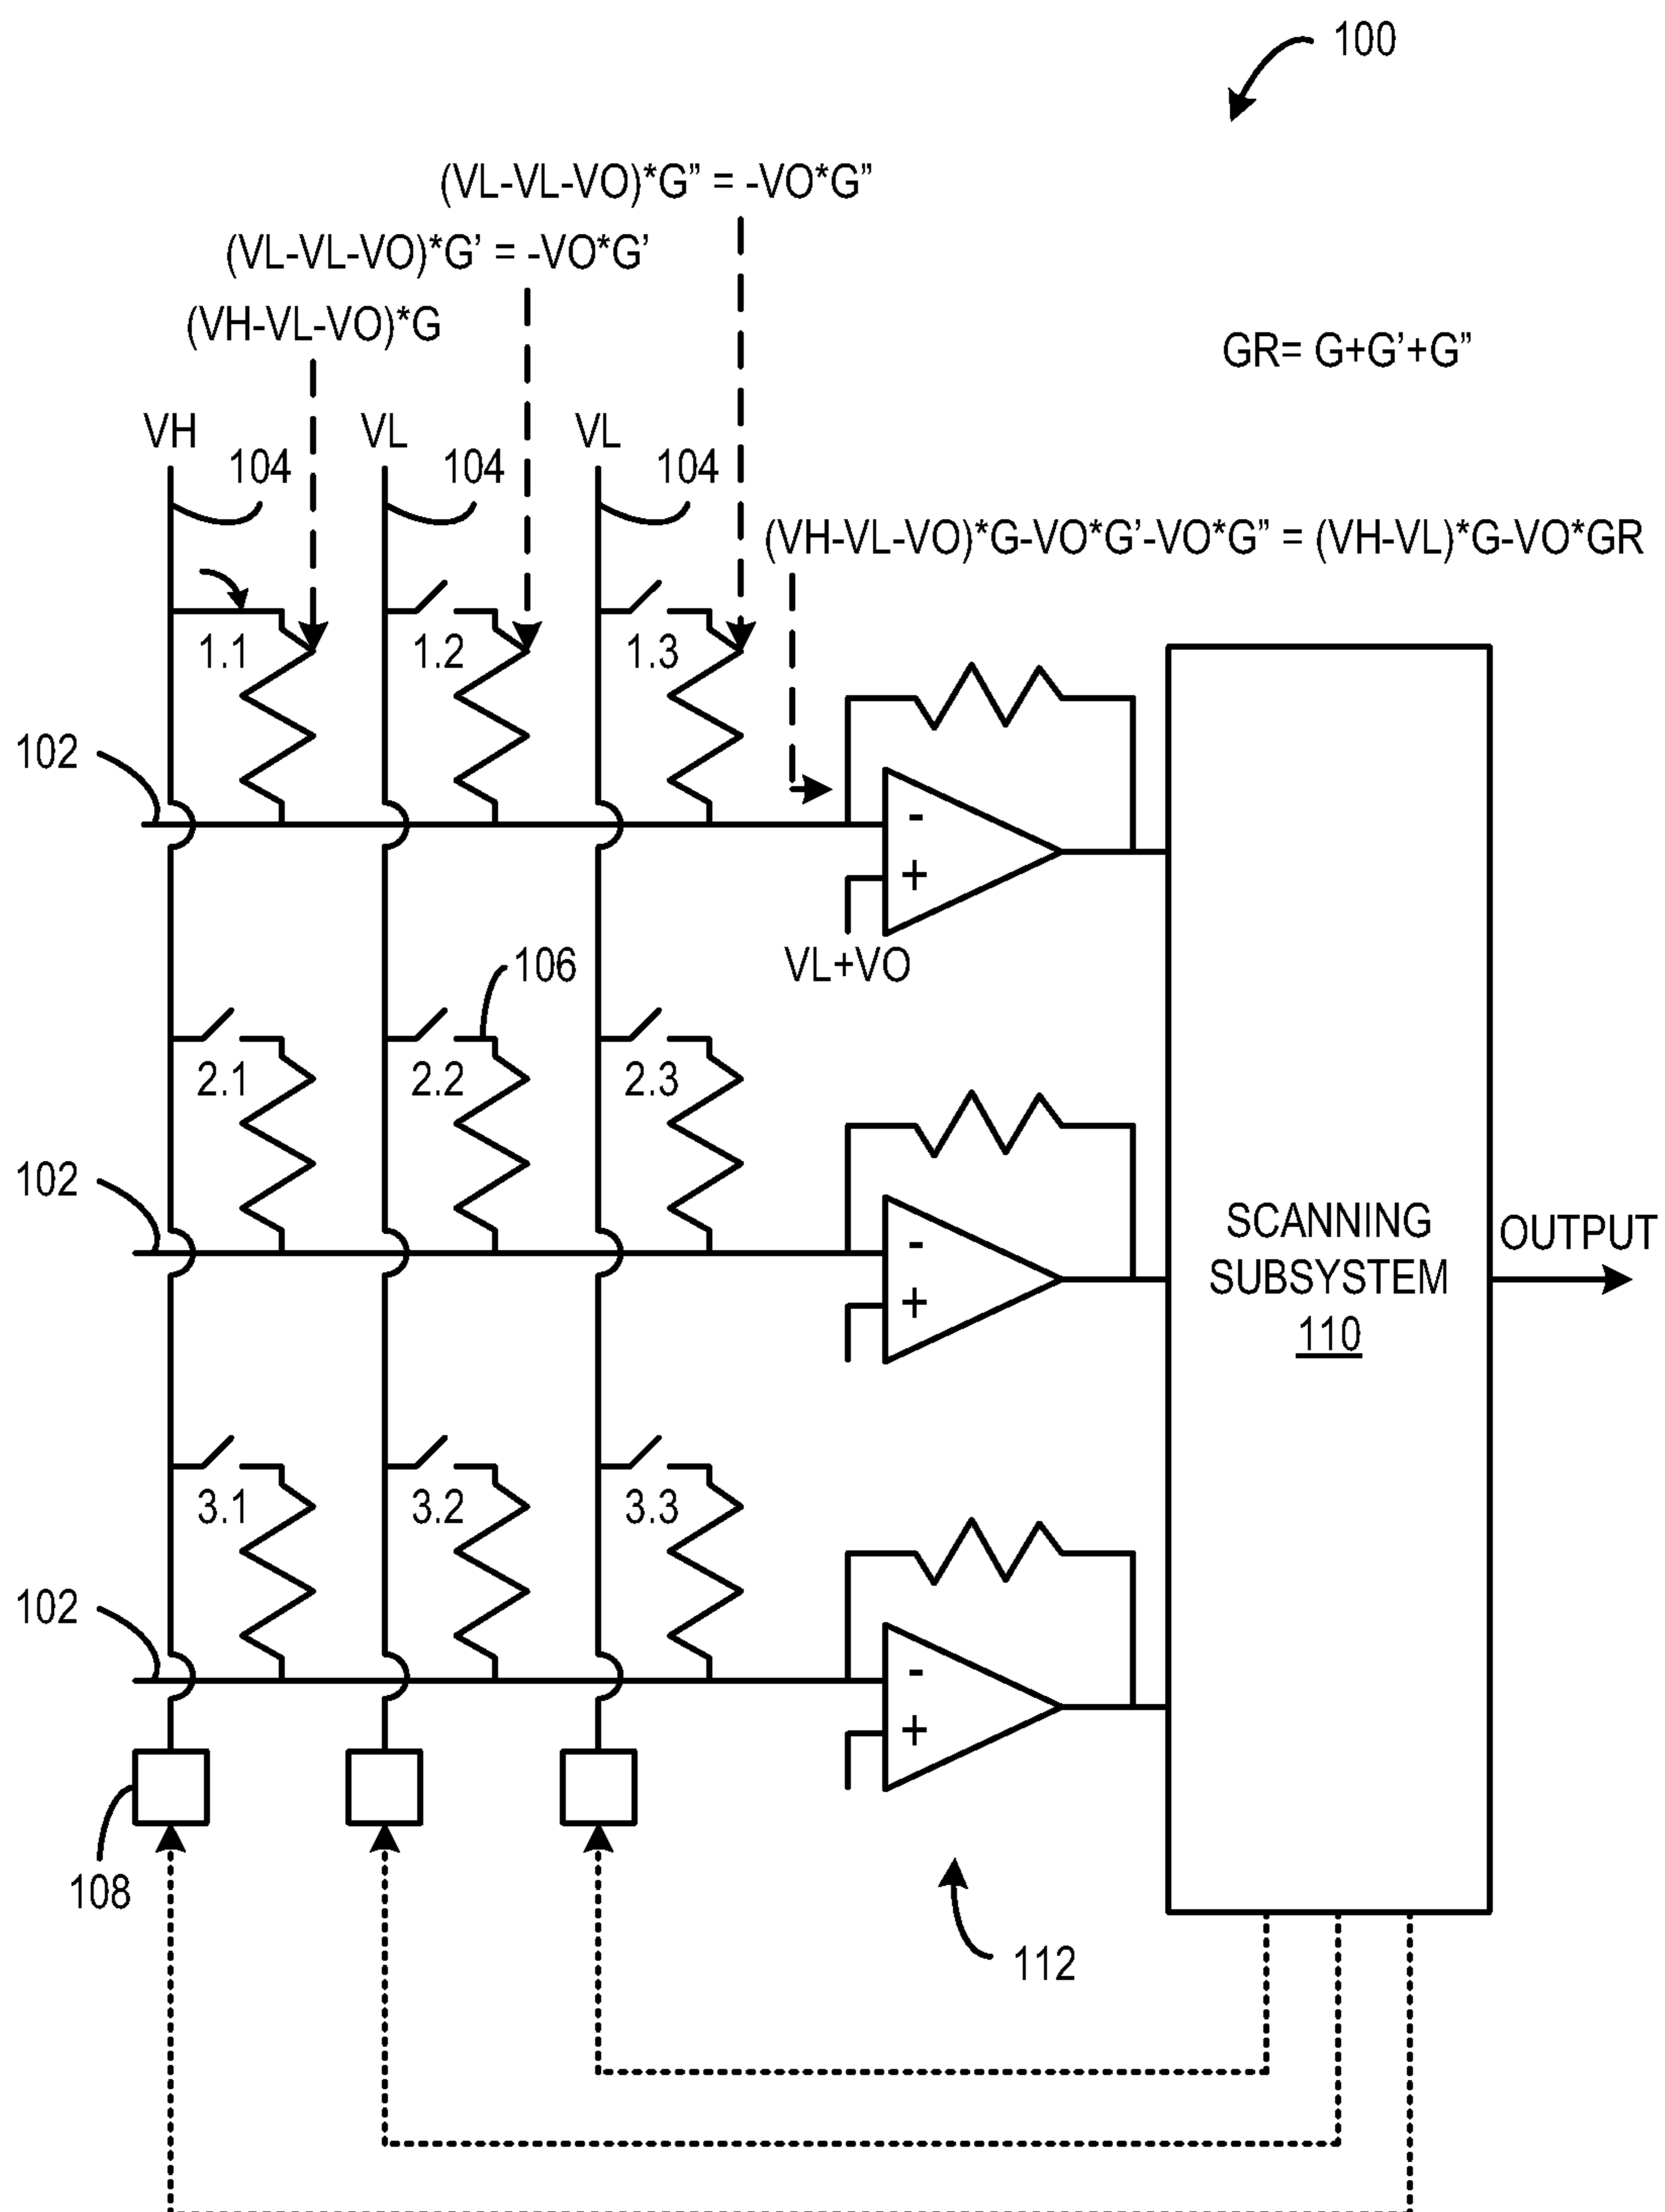 100
(VL-VL-VO)*G” = -VO*G”
(VL-VL-VO)*G’ = -VO*G’
(VH-VL-VO)*G
GR= G+G’+G”
VH
VL
VL
104
104
104
(VH-VL-VO)*G-VO*G’-VO*G” = (VH-VL)*G-VO*GR
1.1
1.2
1.3
102
-
+
VL+VO
106
2.1
2.2
2.3
102
-
+
SCANNING
SUBSYSTEM
110
OUTPUT
3.1
3.2
3.3
102
-
+
108
112